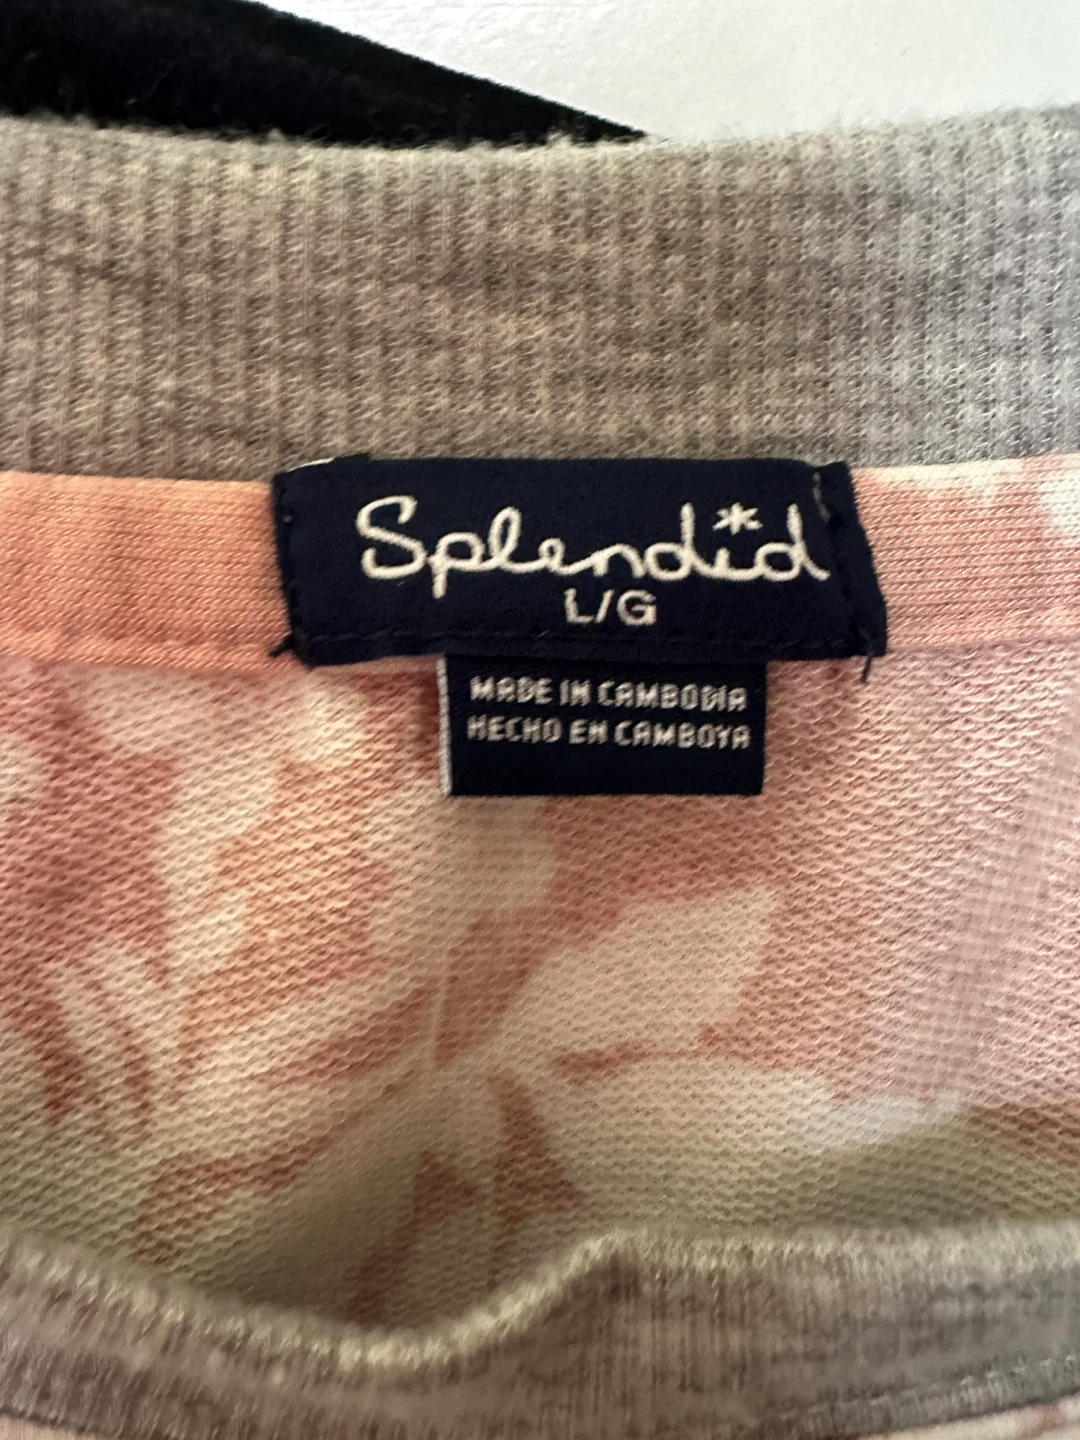 Splendid
L/G
MADE IN CAMBODIA
HECHO EN CAMBOYA